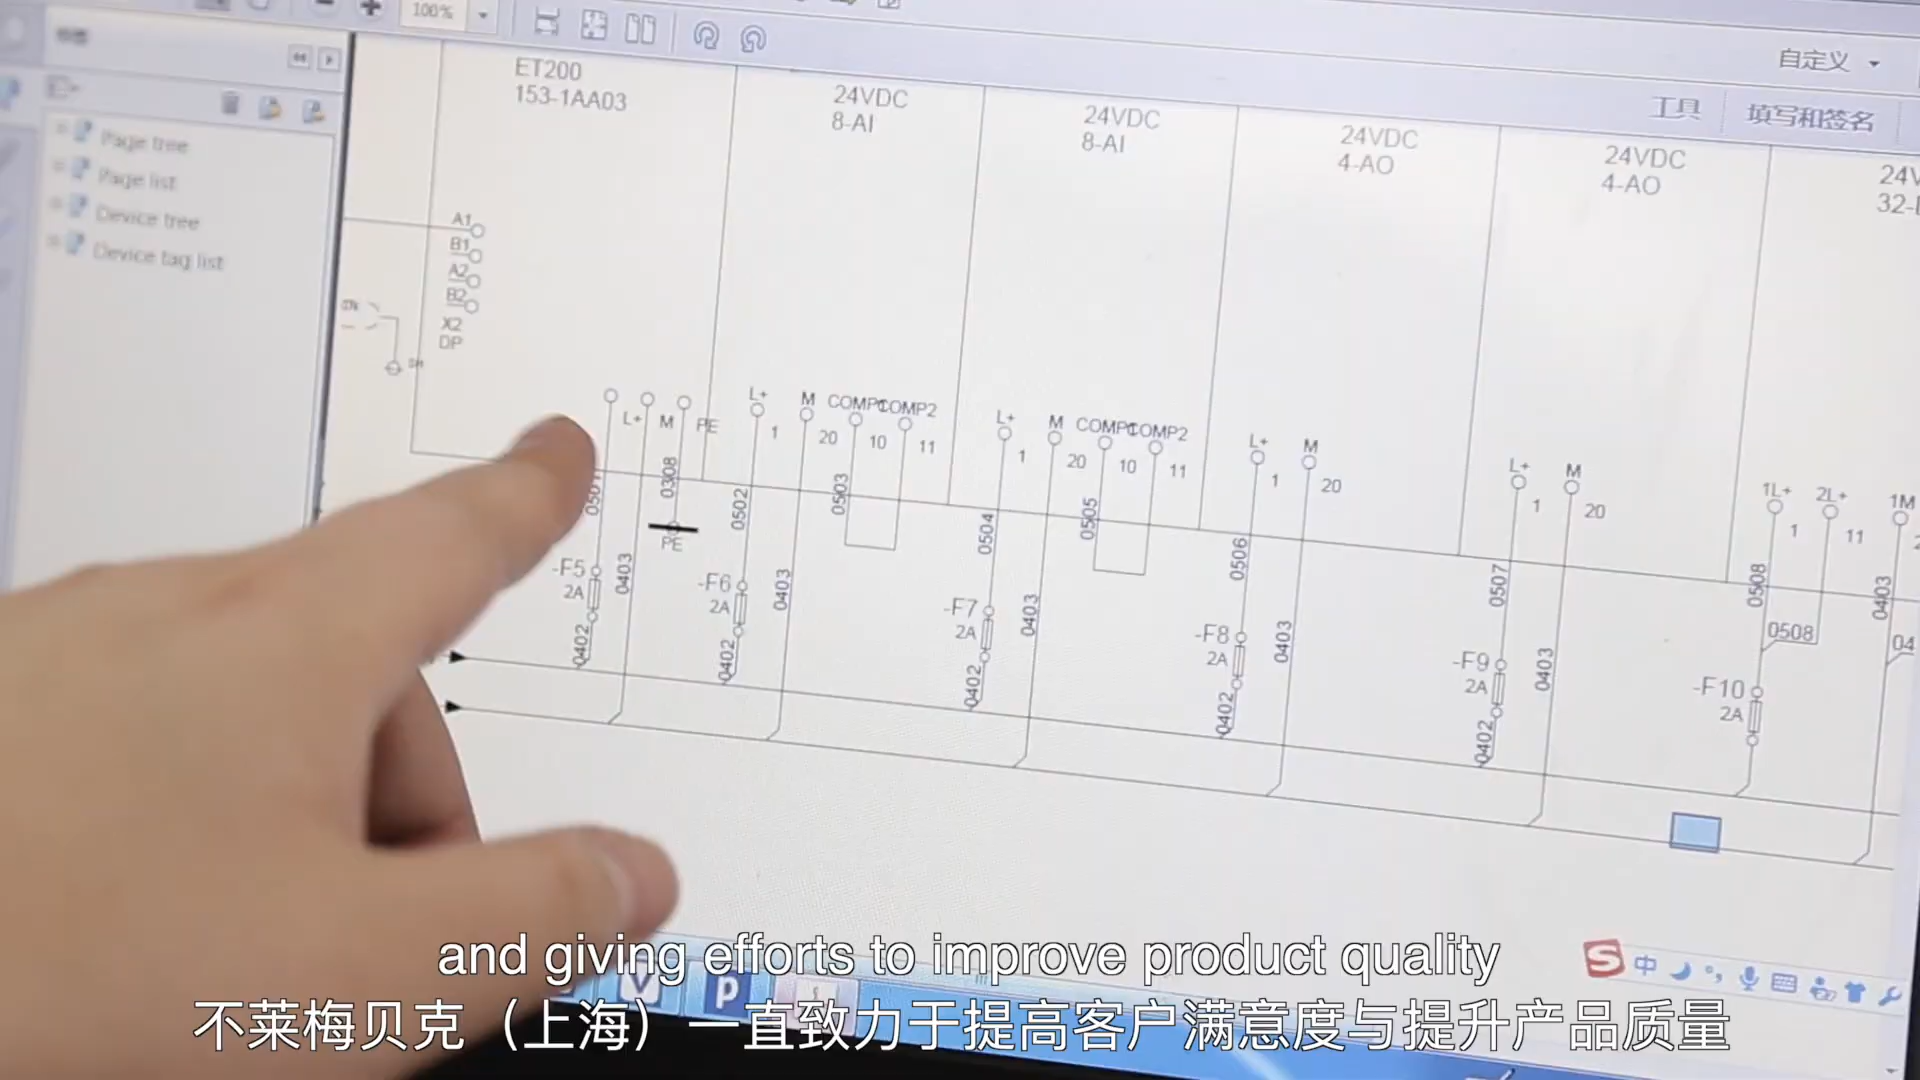 100%
自定义
工具
填写和签名
Page tree
Page list
Device tree
Device tag list
ET200
153-1AA03
24VDC
8-AI
24VDC
8-AI
24VDC
4-AO
24VDC
4-AO
A1
B1
A2
B2
X2
DP
L+
M
PE
L+
1
M
20
COMP1
10
COMP2
11
L+
1
M
20
COMP1
10
COMP2
11
L+
1
M
20
L+
1
M
20
1L+
1
2L+
11
1M
0501
0308
PE
0502
0503
0504
0505
0506
0507
0508
0508
0403
-F5
2A
0402
0403
-F6
2A
0402
0403
-F7
2A
0402
0403
-F8
2A
0402
0403
-F9
2A
0402
0403
-F10
2A
and giving efforts to improve product quality
不莱梅贝克（上海）一直致力于提高客户满意度与提升产品质量
S
中
V
P